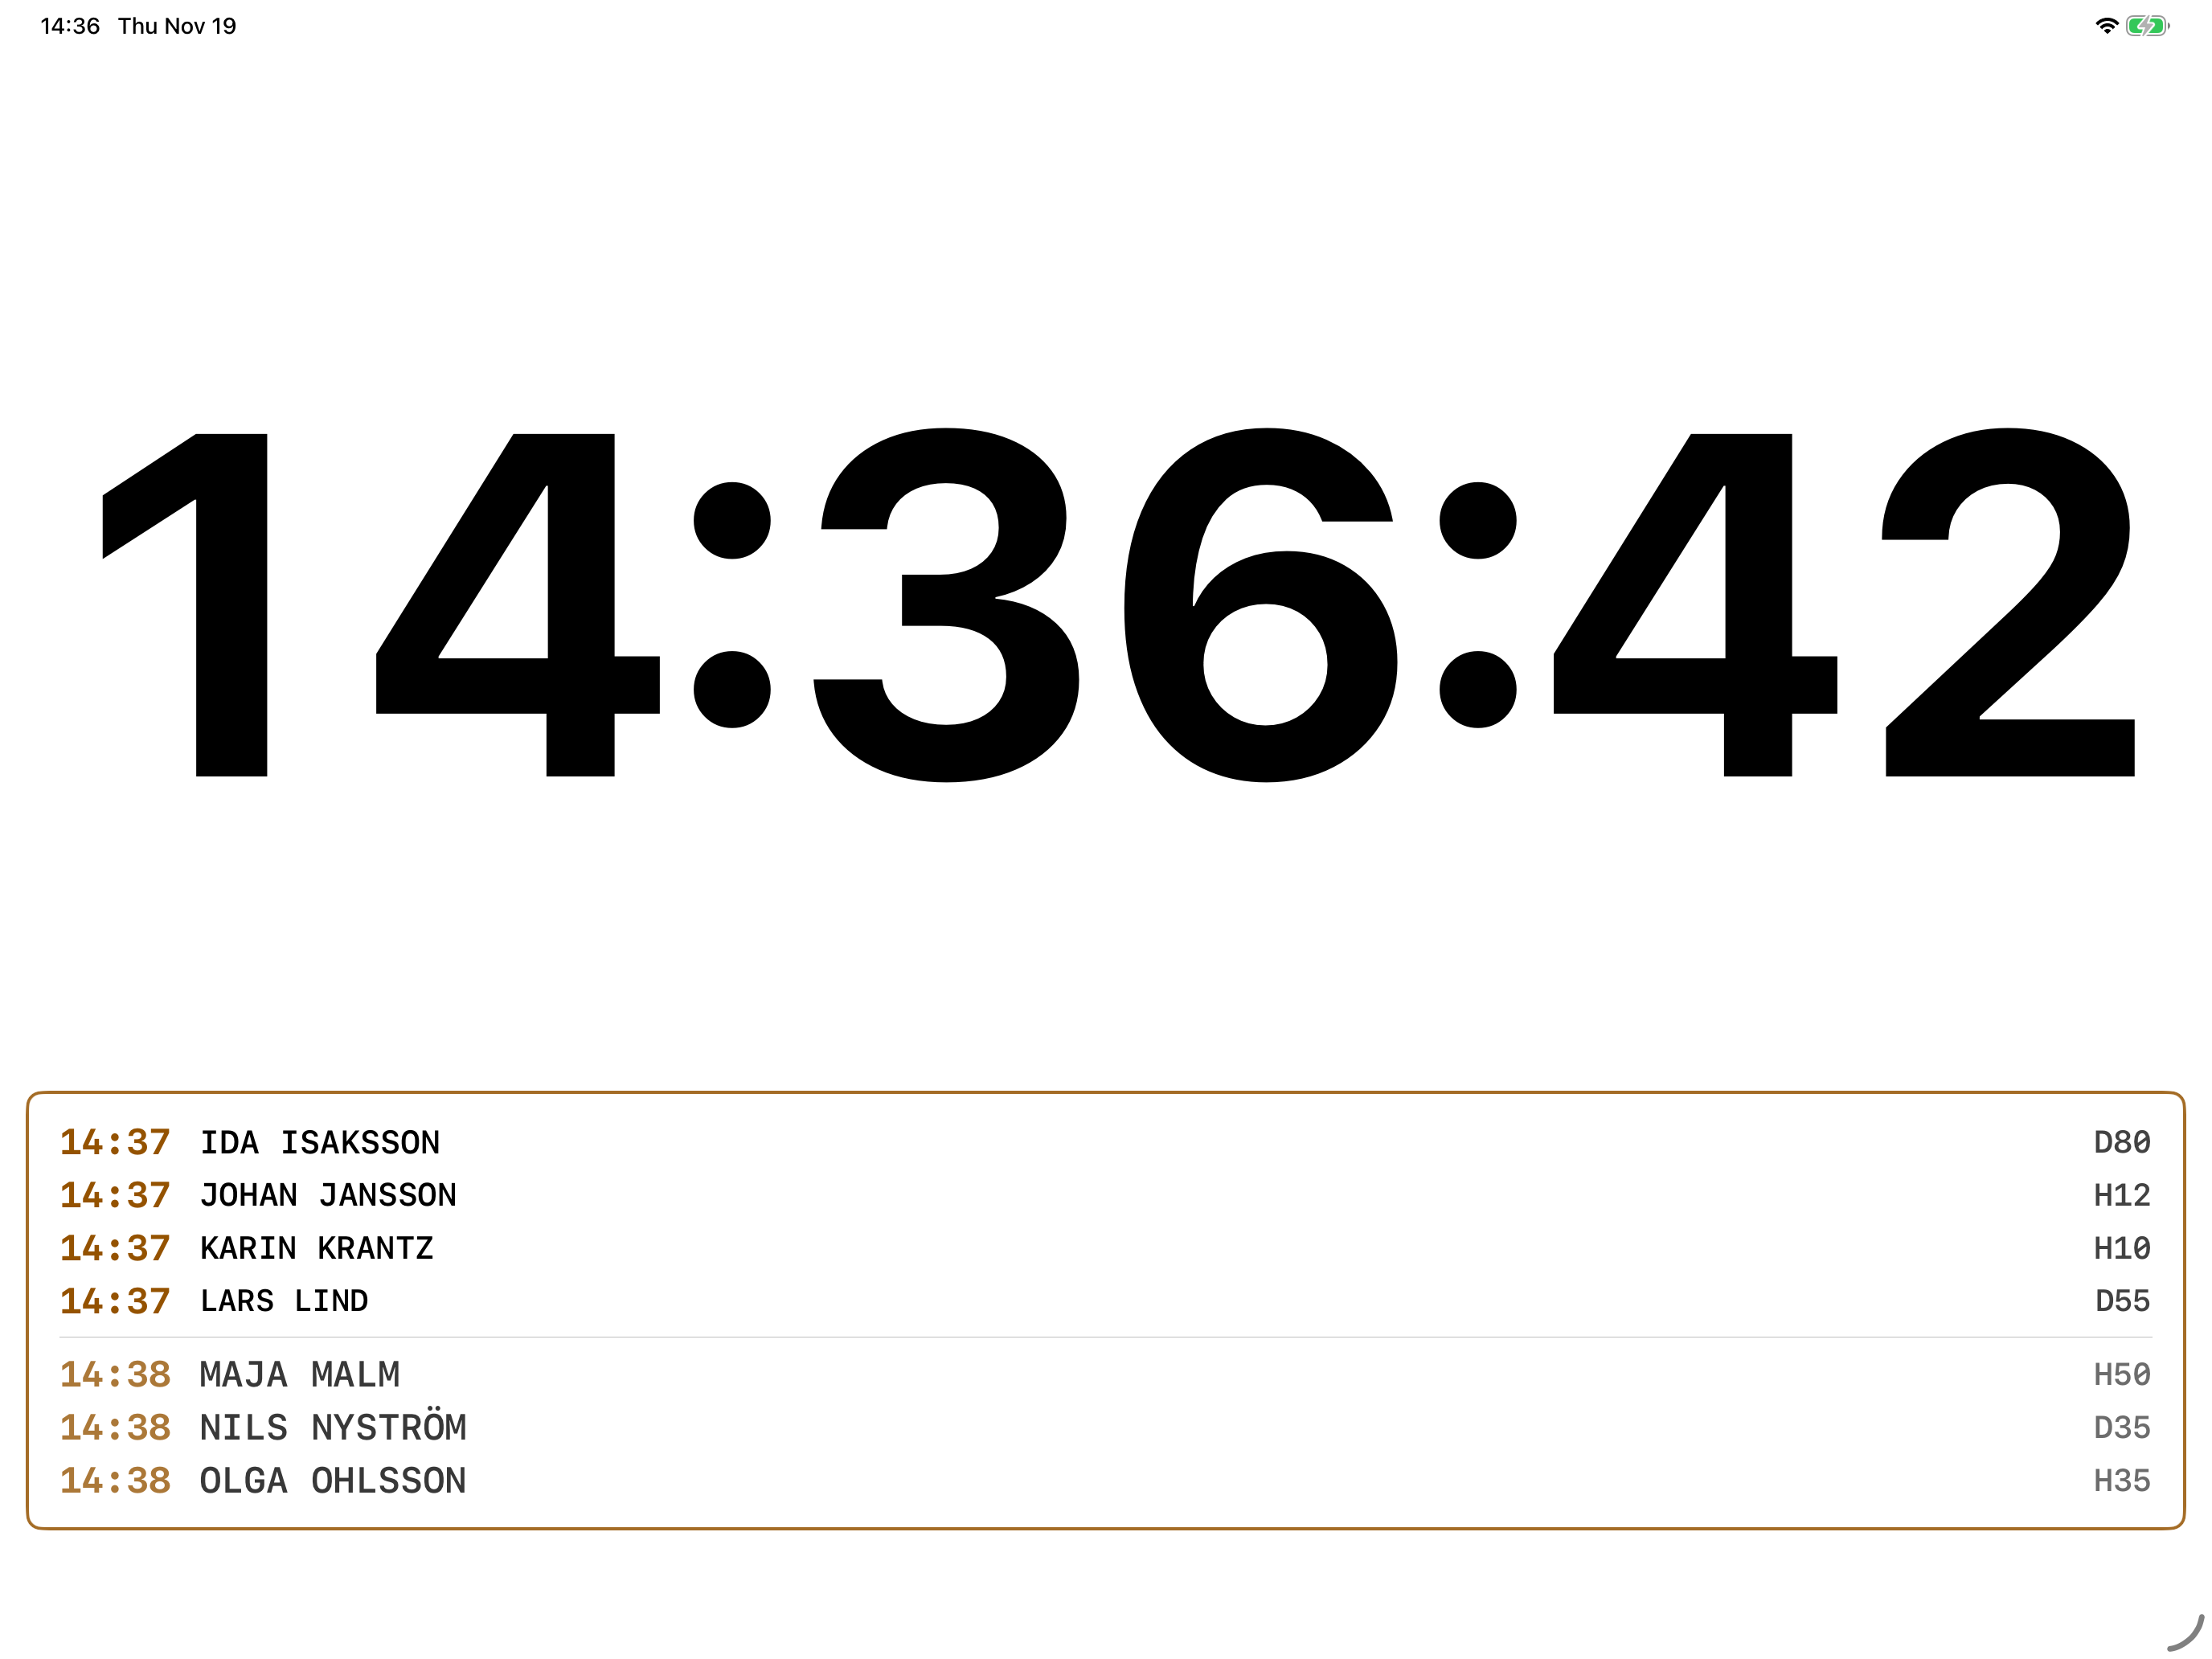 14:36 Thu Nov 19
14:36:42
14:37 IDA ISAKSSON D80
14:37 JOHAN JANSSON H12
14:37 KARIN KRANTZ H10
14:37 LARS LIND D55
14:38 MAJA MALM H50
14:38 NILS NYSTRÖM D35
14:38 OLGA OHLSSON H35